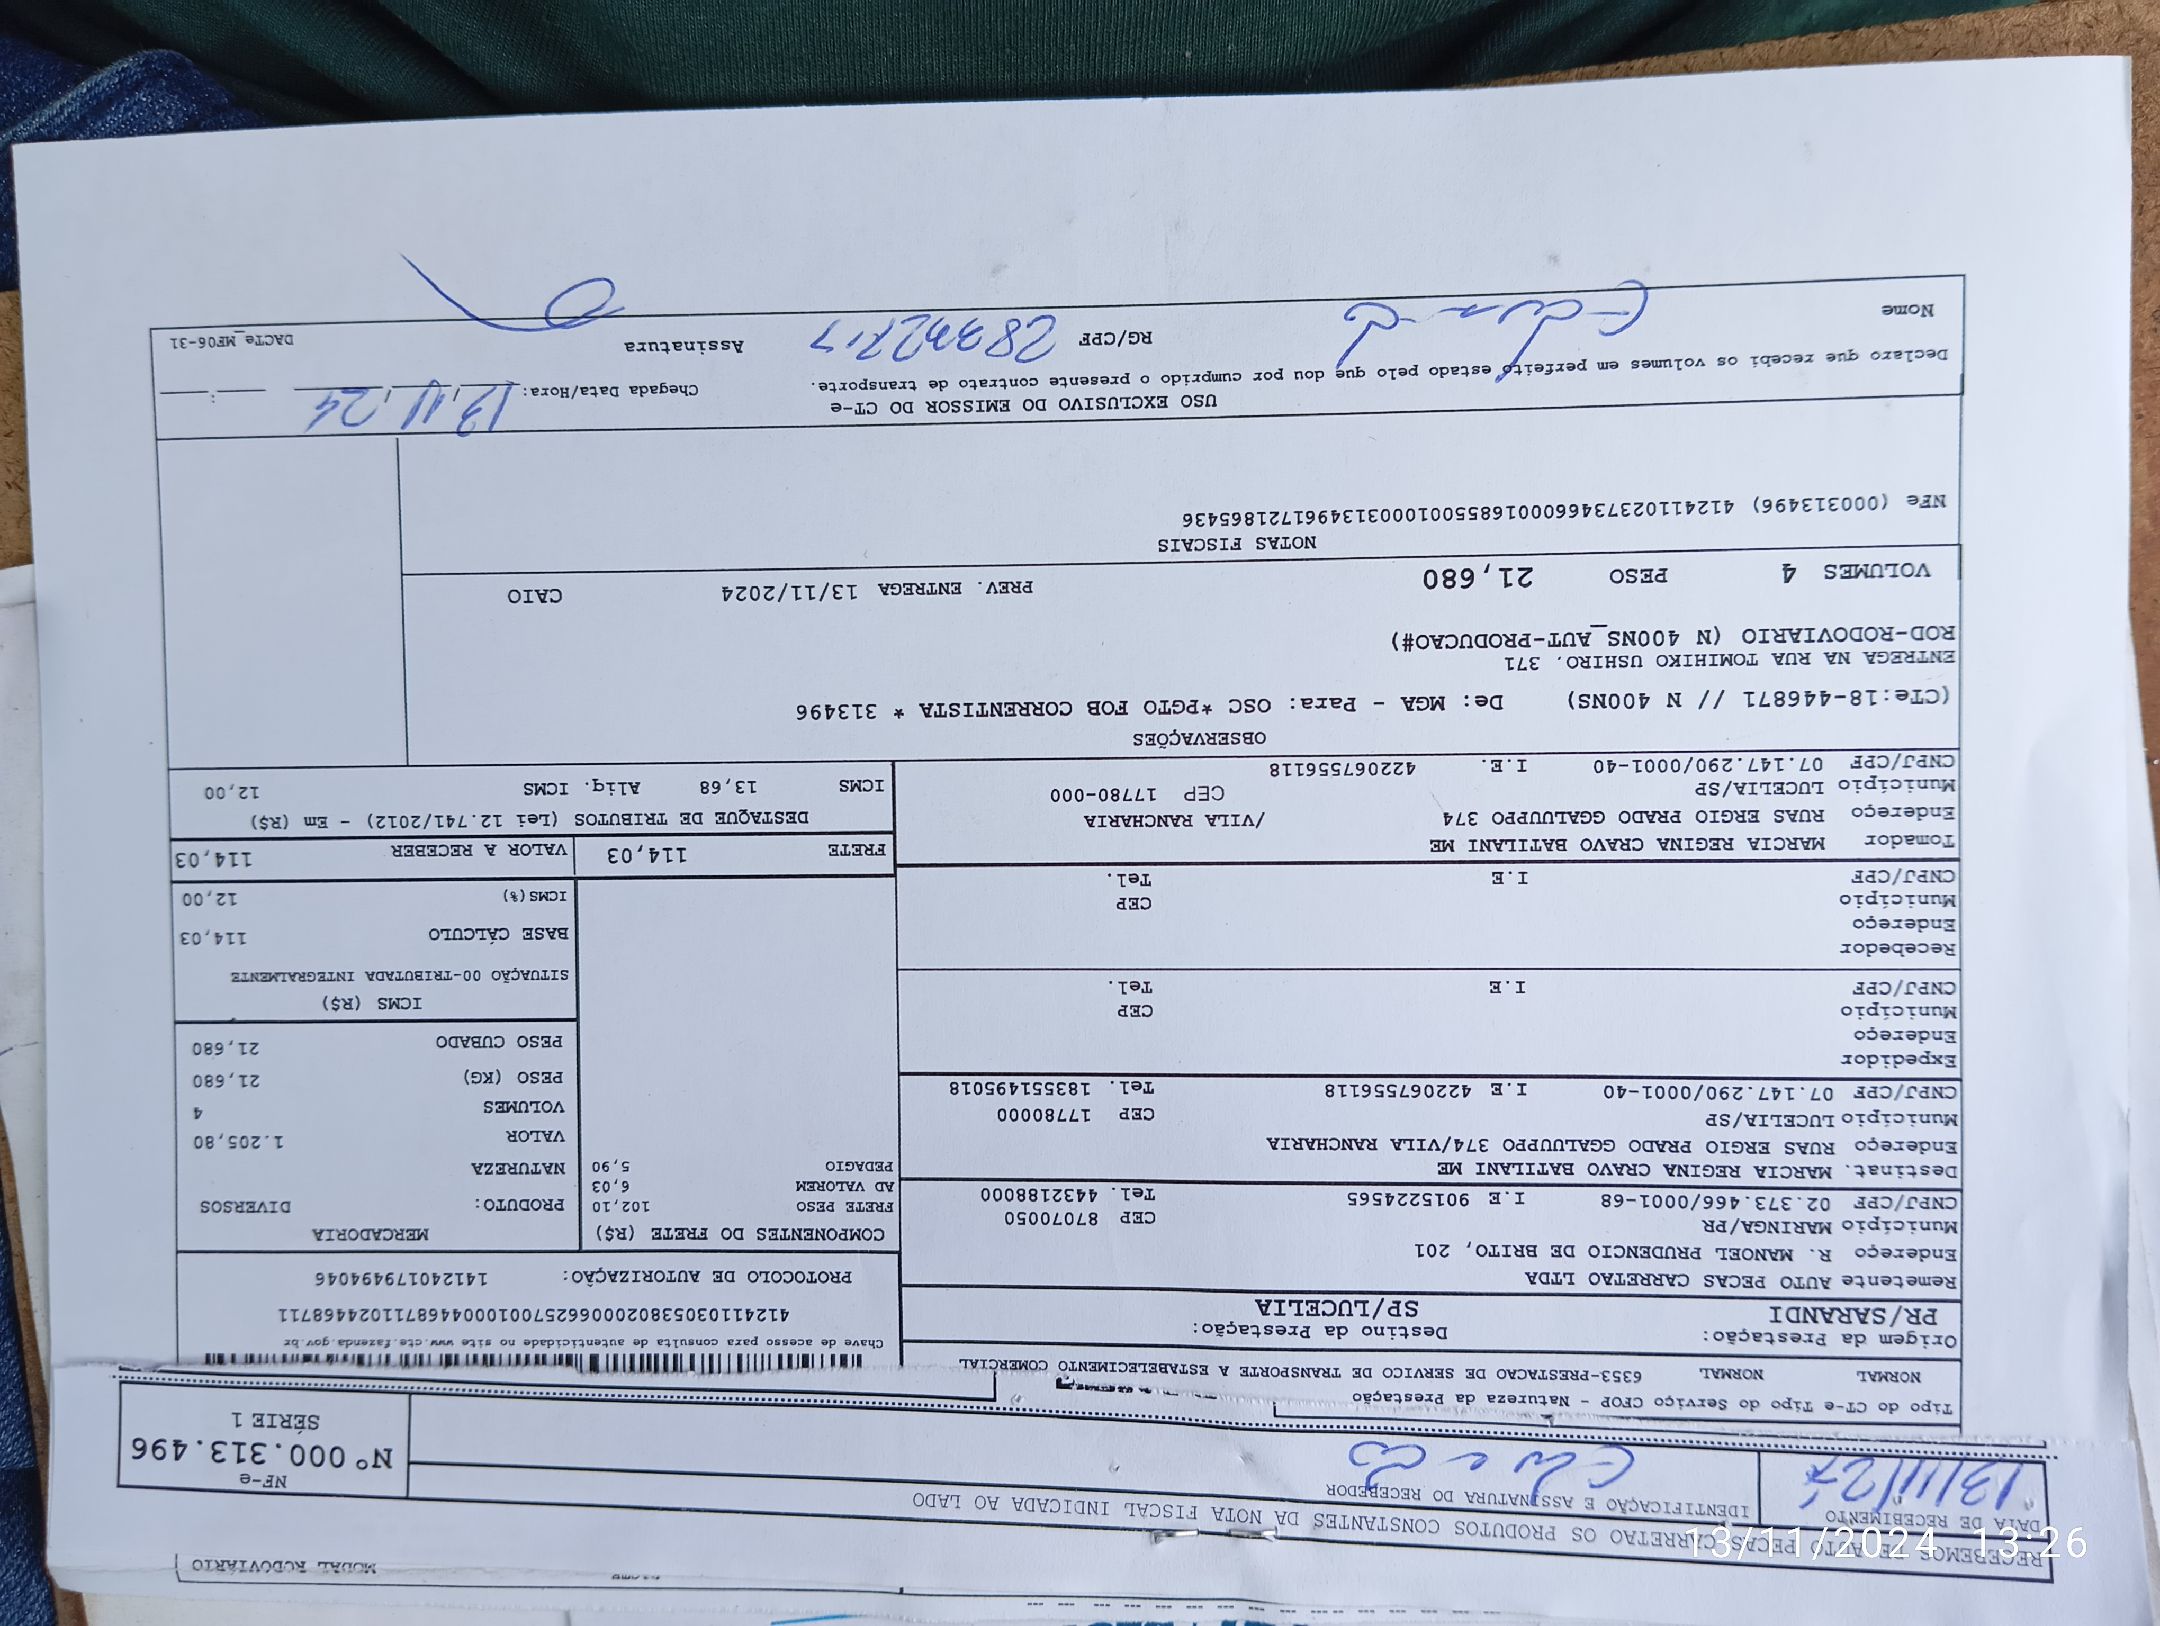 MODAL RODOVIÁRIO
RECEBEMOS DE AUTO PECAS CARRETAO OS PRODUTOS CONSTANTES DA NOTA FISCAL INDICADA AO LADO
DATA DE RECEBIMENTO
13/11/24
IDENTIFICAÇÃO E ASSINATURA DO RECEBEDOR
NF-e
Nº 000.313.496
SÉRIE 1
Tipo do CT-e Tipo do Serviço CFOP - Natureza da Prestação
NORMAL NORMAL 6353-PRESTACAO DE SERVICO DE TRANSPORTE A ESTABELECIMENTO COMERCIAL
Origem da Prestação: Destino da Prestação:
PR/SARANDI SP/LUCELIA
Chave de acesso para consulta de autenticidade no site www.cte.fazenda.gov.br
41241103053802000662570010004468711024468711
PROTOCOLO DE AUTORIZAÇÃO: 141240179494046
Remetente AUTO PECAS CARRETAO LTDA
Endereço R. MANOEL PRUDENCIO DE BRITO, 201
Município MARINGA/PR CEP 87070050
CNPJ/CPF 02.373.466/0001-68 I.E 9015224565 Tel. 4432188000
Destinat. MARCIA REGINA CRAVO BATILANI ME
Endereço RUAS ERGIO PRADO GGALUUPPO 374/VILA RANCHARIA
Município LUCELIA/SP CEP 17780000
CNPJ/CPF 07.147.290/0001-40 I.E 422067556118 Tel. 183551495018
Expedidor
Endereço
Município CEP
CNPJ/CPF I.E Tel.
Recebedor
Endereço
Município CEP
CNPJ/CPF I.E Tel.
Tomador MARCIA REGINA CRAVO BATILANI ME
Endereço RUAS ERGIO PRADO GGALUUPPO 374 /VILA RANCHARIA
Município LUCELIA/SP CEP 17780-000
CNPJ/CPF 07.147.290/0001-40 I.E. 422067556118
COMPONENTES DO FRETE (R$)
FRETE PESO 102,10
AD VALOREM 6,03
PEDAGIO 5,90
MERCADORIA
PRODUTO: DIVERSOS
NATUREZA
VALOR 1.205,80
VOLUMES 4
PESO (KG) 21,680
PESO CUBADO 21,680
ICMS (R$)
SITUAÇÃO 00-TRIBUTADA INTEGRALMENTE
BASE CÁLCULO 114,03
ICMS(%) 12,00
FRETE 114,03 VALOR A RECEBER 114,03
DESTAQUE DE TRIBUTOS (Lei 12.741/2012) - Em (R$)
ICMS 13,68 Aliq. ICMS 12,00
OBSERVAÇÕES
(CTe:18-446871 // N 400NS) De: MGA - Para: OSC *PGTO FOB CORRENTISTA * 313496
ENTREGA NA RUA TOMIHIKO USHIRO. 371
ROD-RODOVIARIO (N 400NS_AUT-PRODUCAO#)
VOLUMES 4 PESO 21,680 PREV. ENTREGA 13/11/2024 CAIO
NOTAS FISCAIS
NFe (000313496) 41241102373466000168550010003134961721865436
USO EXCLUSIVO DO EMISSOR DO CT-e
Declaro que recebi os volumes em perfeito estado pelo que dou por cumprido o presente contrato de transporte.
Chegada Data/Hora: 13, 11, 24 :
Nome RG/CPF Assinatura
DACTe_MF06-31
13/11/2024 13:26